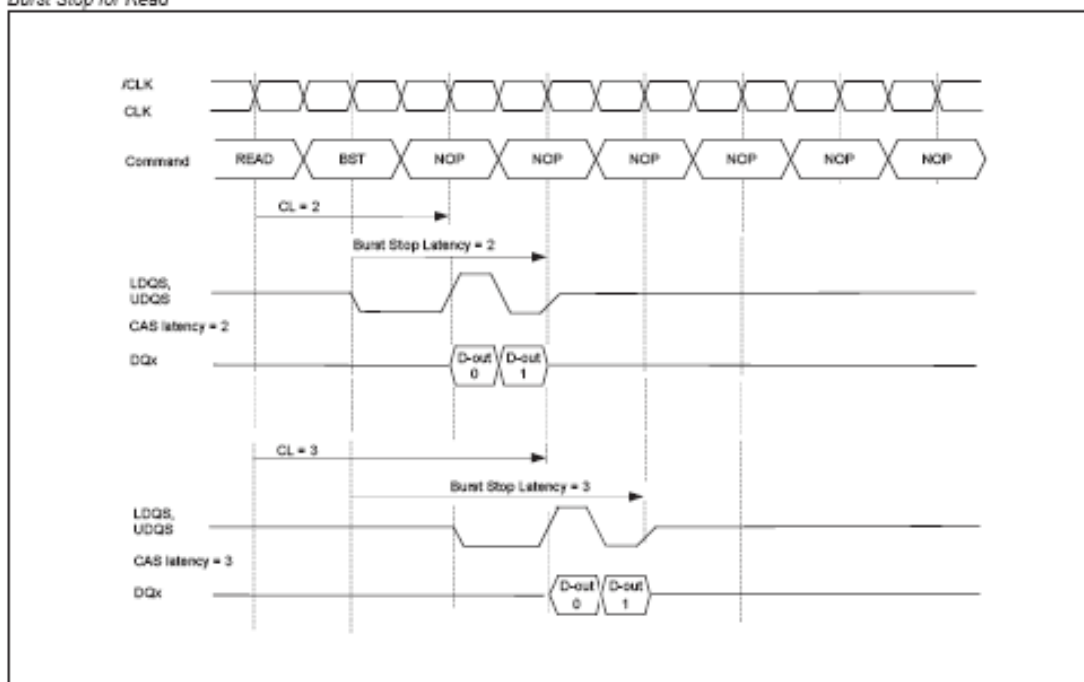 Burst Stop for Read
/CLK
CLK
Command READ BST NOP NOP NOP NOP NOP NOP
CL = 2
Burst Stop Latency = 2
LDQS,
UDQS
CAS latency = 2
DQx D-out 0 D-out 1
CL = 3
Burst Stop Latency = 3
LDQS,
UDQS
CAS latency = 3
DQx D-out 0 D-out 1